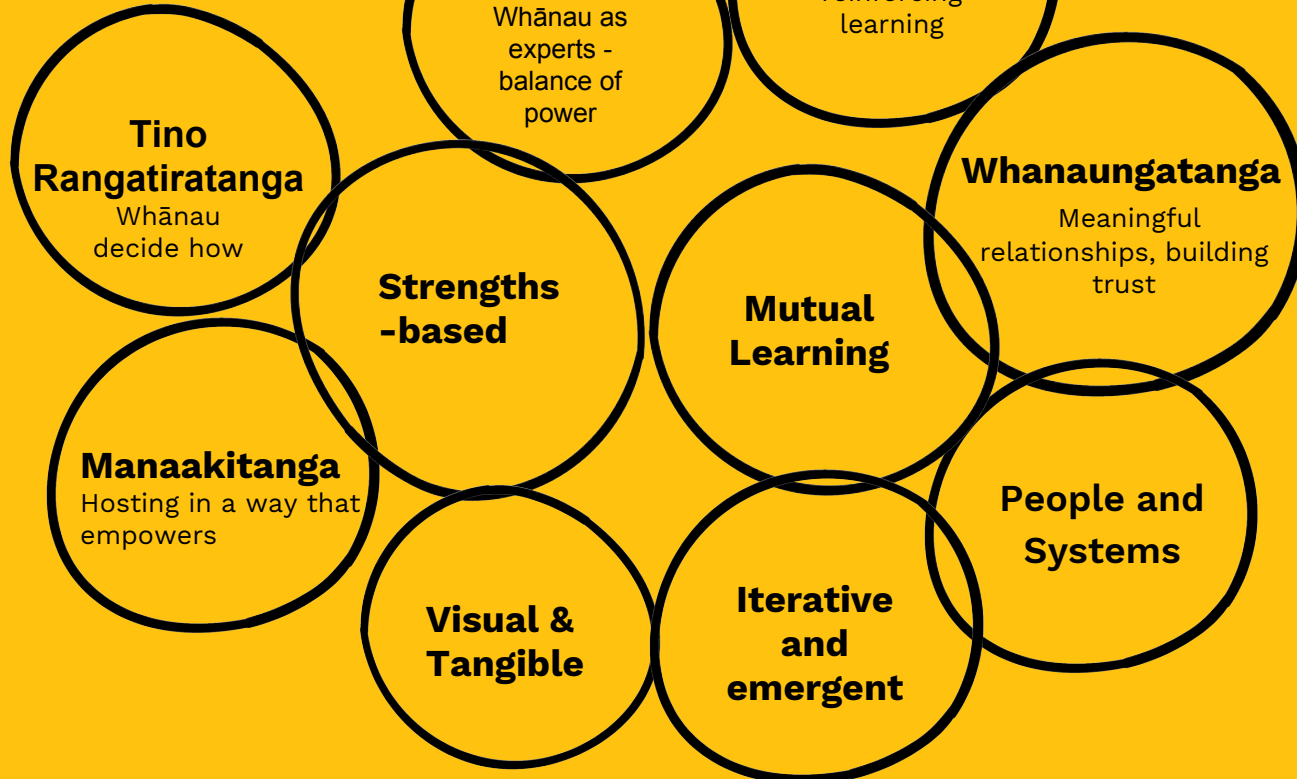 Whānau as
experts -
balance of
power
learning
Tino
Rangatiratanga
Whānau
decide how
Whanaungatanga
Meaningful
relationships, building
trust
Strengths
-based
Mutual
Learning
Manaakitanga
Hosting in a way that
empowers
People and
Systems
Visual &
Tangible
Iterative
and
emergent